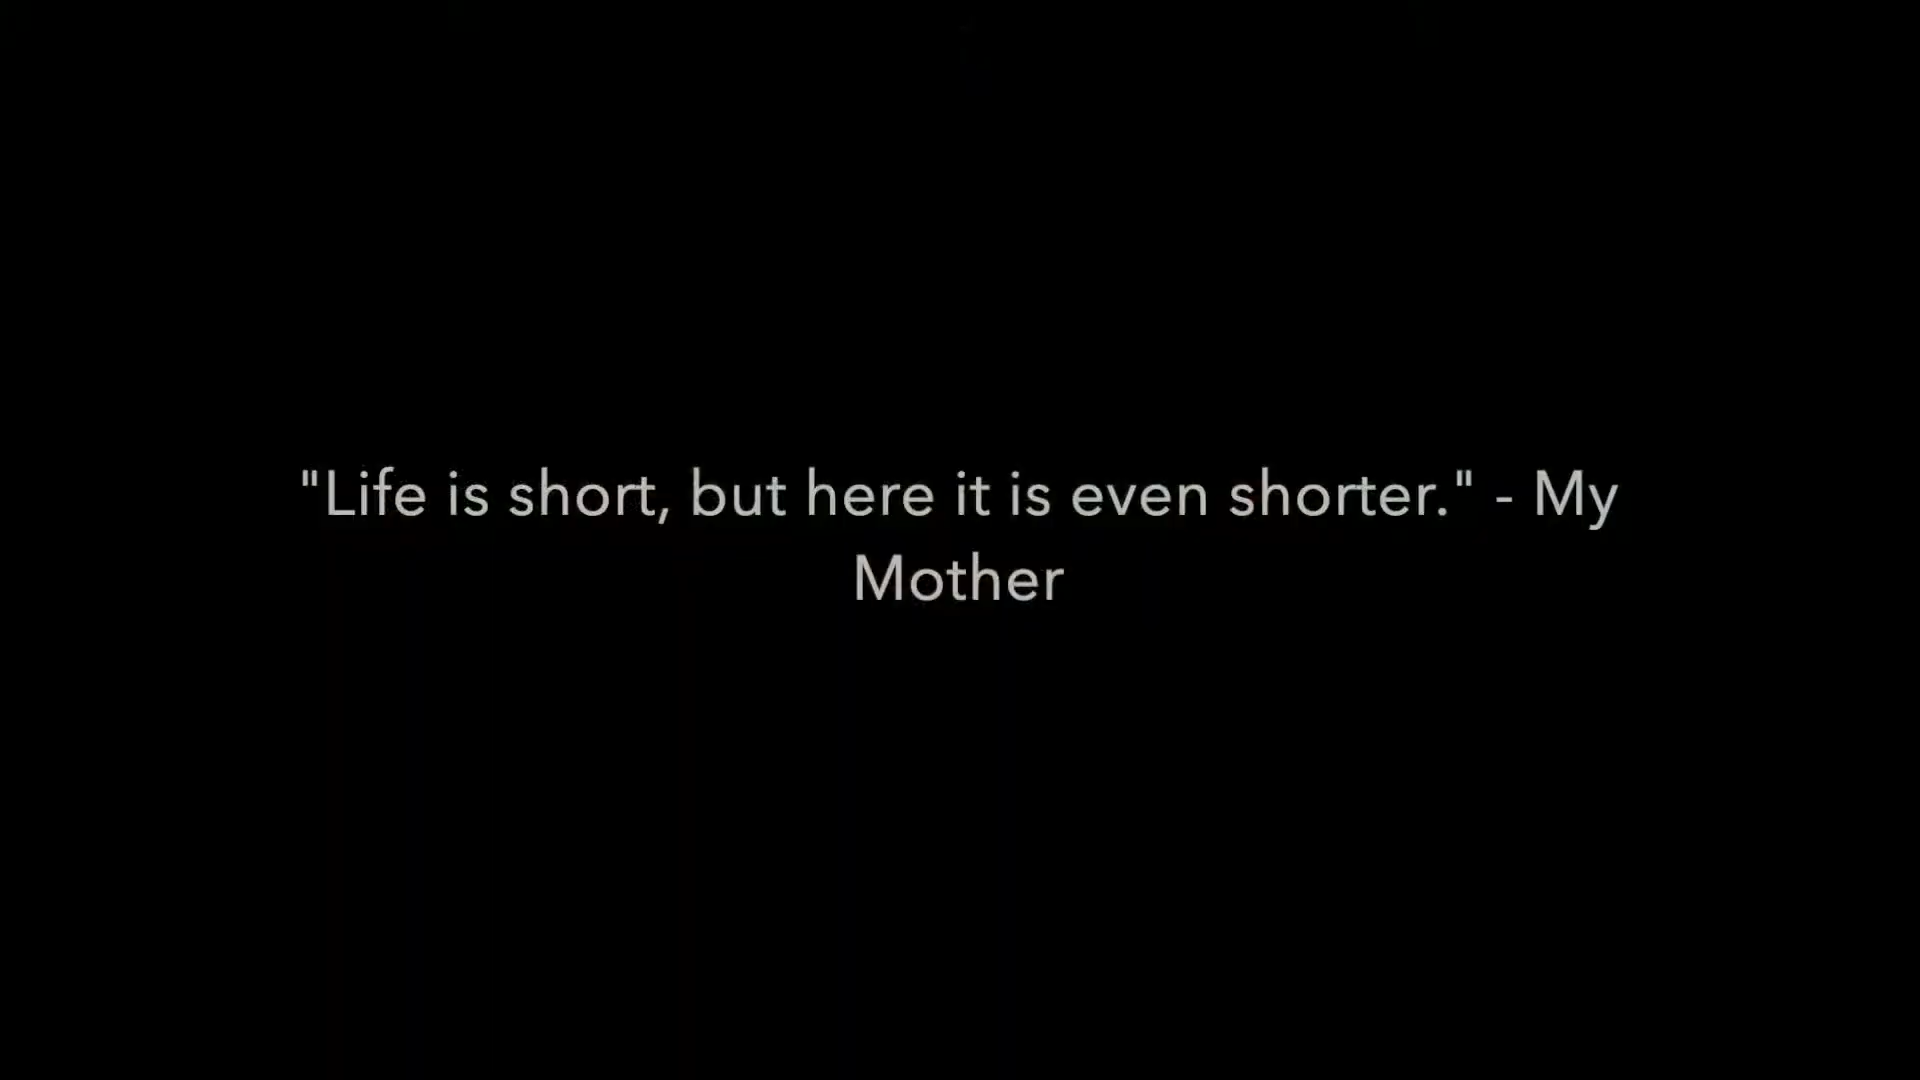 "Life is short, but here it is even shorter." - My
Mother